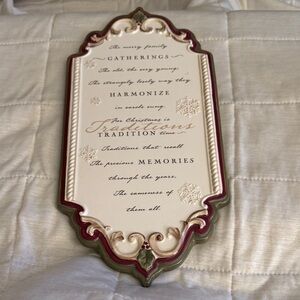 The merry family
GATHERINGS
The old, the very young;
The strangely lovely way they
HARMONIZE
in carols sung.
For Christmas is
Traditions
TRADITION time
Traditions that recall
The precious MEMORIES
through the years,
The sameness of
them all.